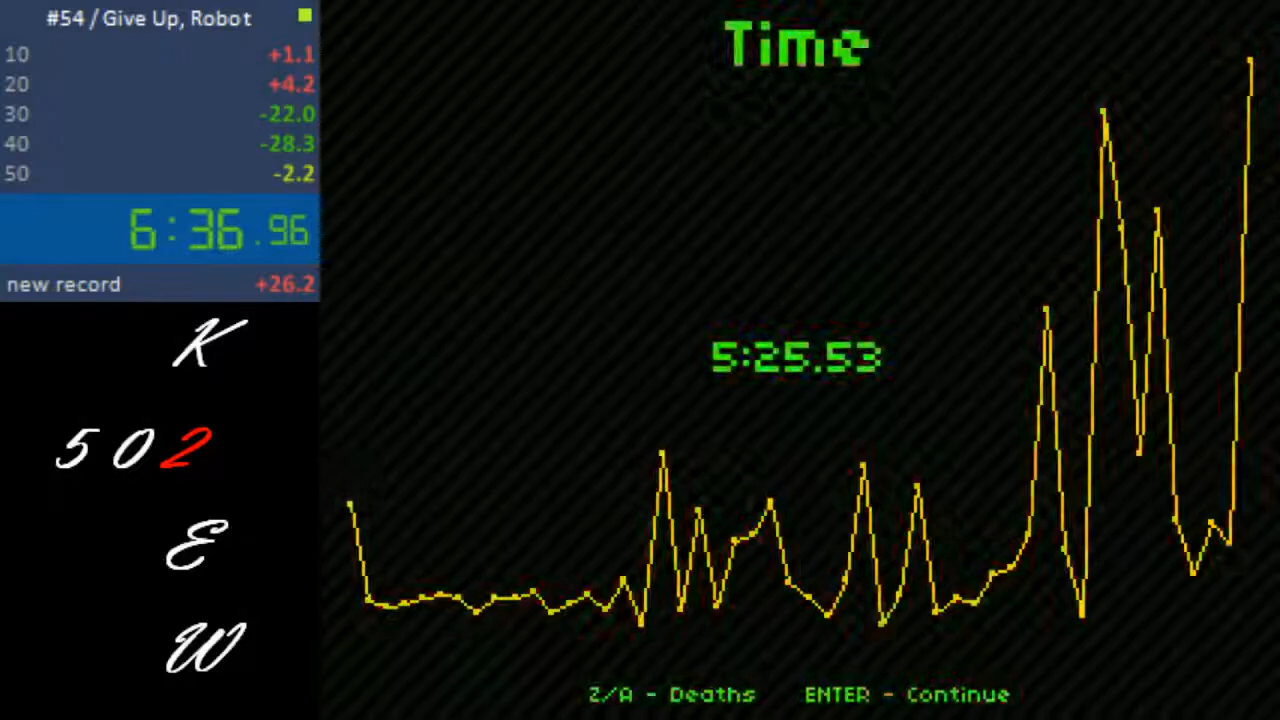 #54 / Give Up, Robot
10 +1.1
20 +4.2
30 -22.0
40 -28.3
50 -2.2
6:36.96
new record +26.2
K
502
E
W
Time
5:25.53
Z/A - Deaths ENTER - Continue